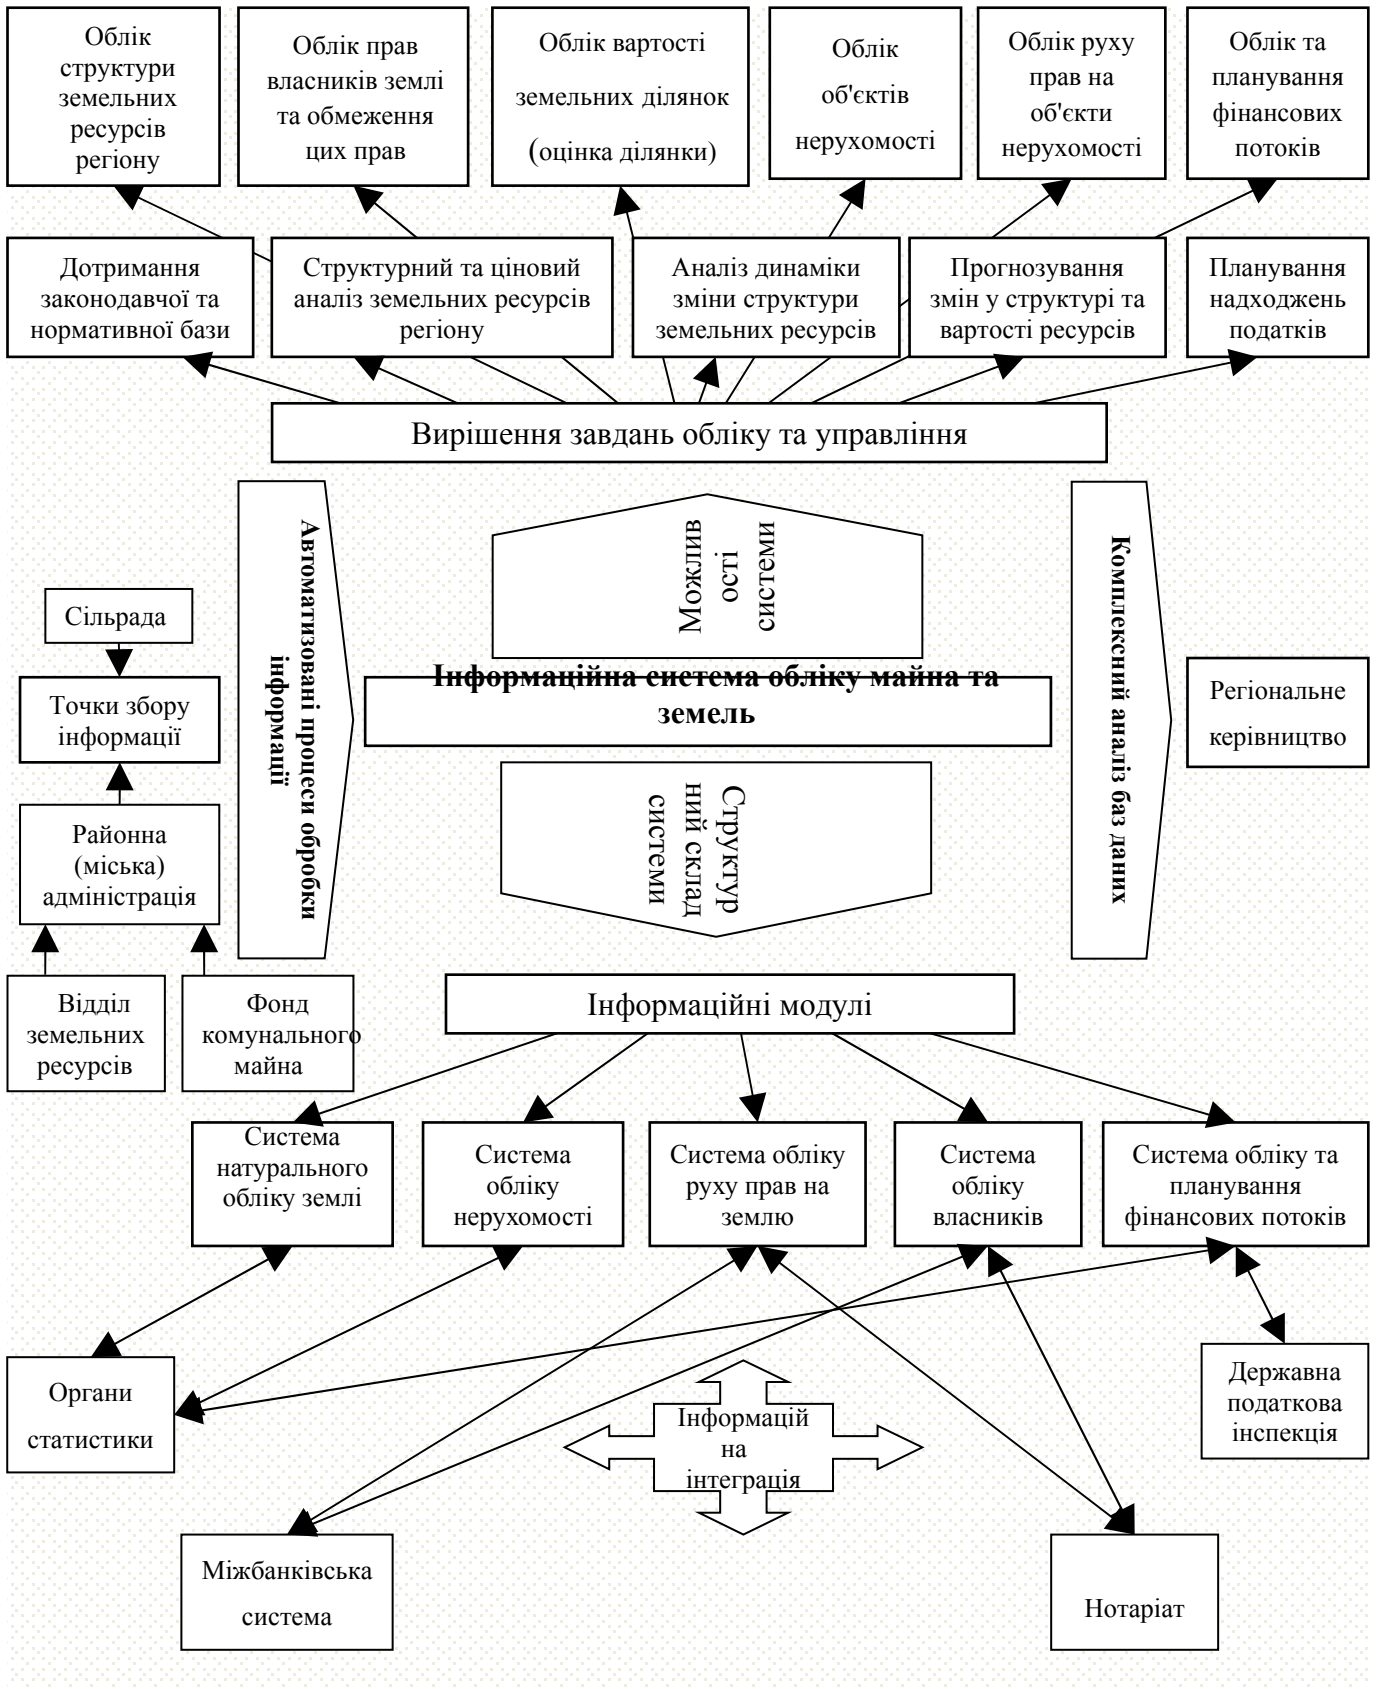 Облік
структури
земельних
ресурсів
регіону
Облік прав
власників землі
та обмеження
цих прав
Облік вартості
земельних ділянок
(оцінка ділянки)
Облік
об'єктів
нерухомості
Облік руху
прав на
об'єкти
нерухомості
Облік та
планування
фінансових
потоків
Дотримання
законодавчої та
нормативної бази
Структурний та ціновий
аналіз земельних ресурсів
регіону
Аналіз динаміки
зміни структури
земельних ресурсів
Прогнозування
змін у структурі та
вартості ресурсів
Планування
надходжень
податків
Вирішення завдань обліку та управління
Автоматизовані процеси обробки
інформації
Можлив
ості
системи
Комплексний аналіз баз даних
Сільрада
Точки збору
інформації
Районна
(міська)
адміністрація
Відділ
земельних
ресурсів
Фонд
комунального
майна
Інформаційна система обліку майна та
земель
Регіональне
керівництво
Структур
ний склад
системи
Інформаційні модулі
Система
натурального
обліку землі
Система
обліку
нерухомості
Система обліку
руху прав на
землю
Система
обліку
власників
Система обліку та
планування
фінансових потоків
Органи
статистики
Інформацій
на
інтеграція
Державна
податкова
інспекція
Міжбанківська
система
Нотаріат